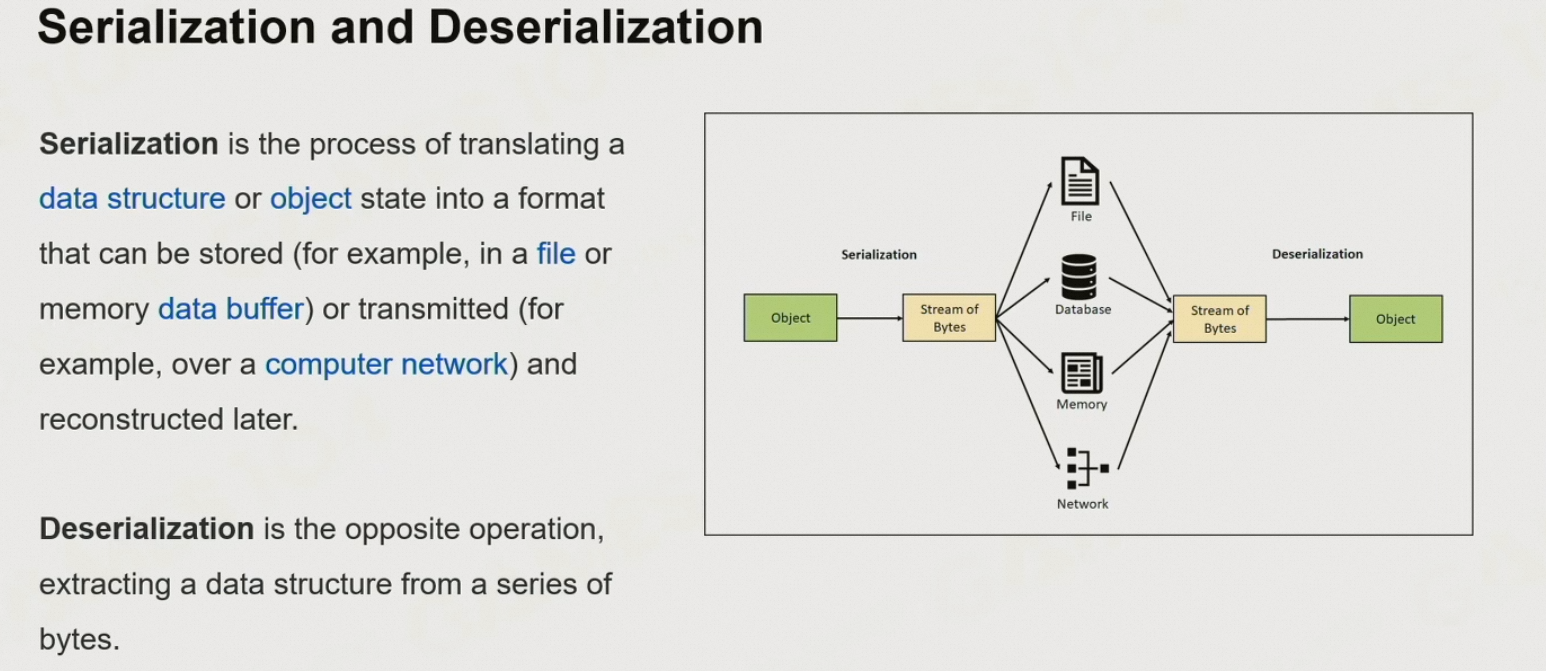 Serialization and Deserialization
Serialization is the process of translating a
data structure or object state into a format
that can be stored (for example, in a file or
memory data buffer) or transmitted (for
example, over a computer network) and
reconstructed later.
Deserialization is the opposite operation,
extracting a data structure from a series of
bytes.
Serialization
Deserialization
Object
Stream of
Bytes
File
Database
Memory
Network
Stream of
Bytes
Object